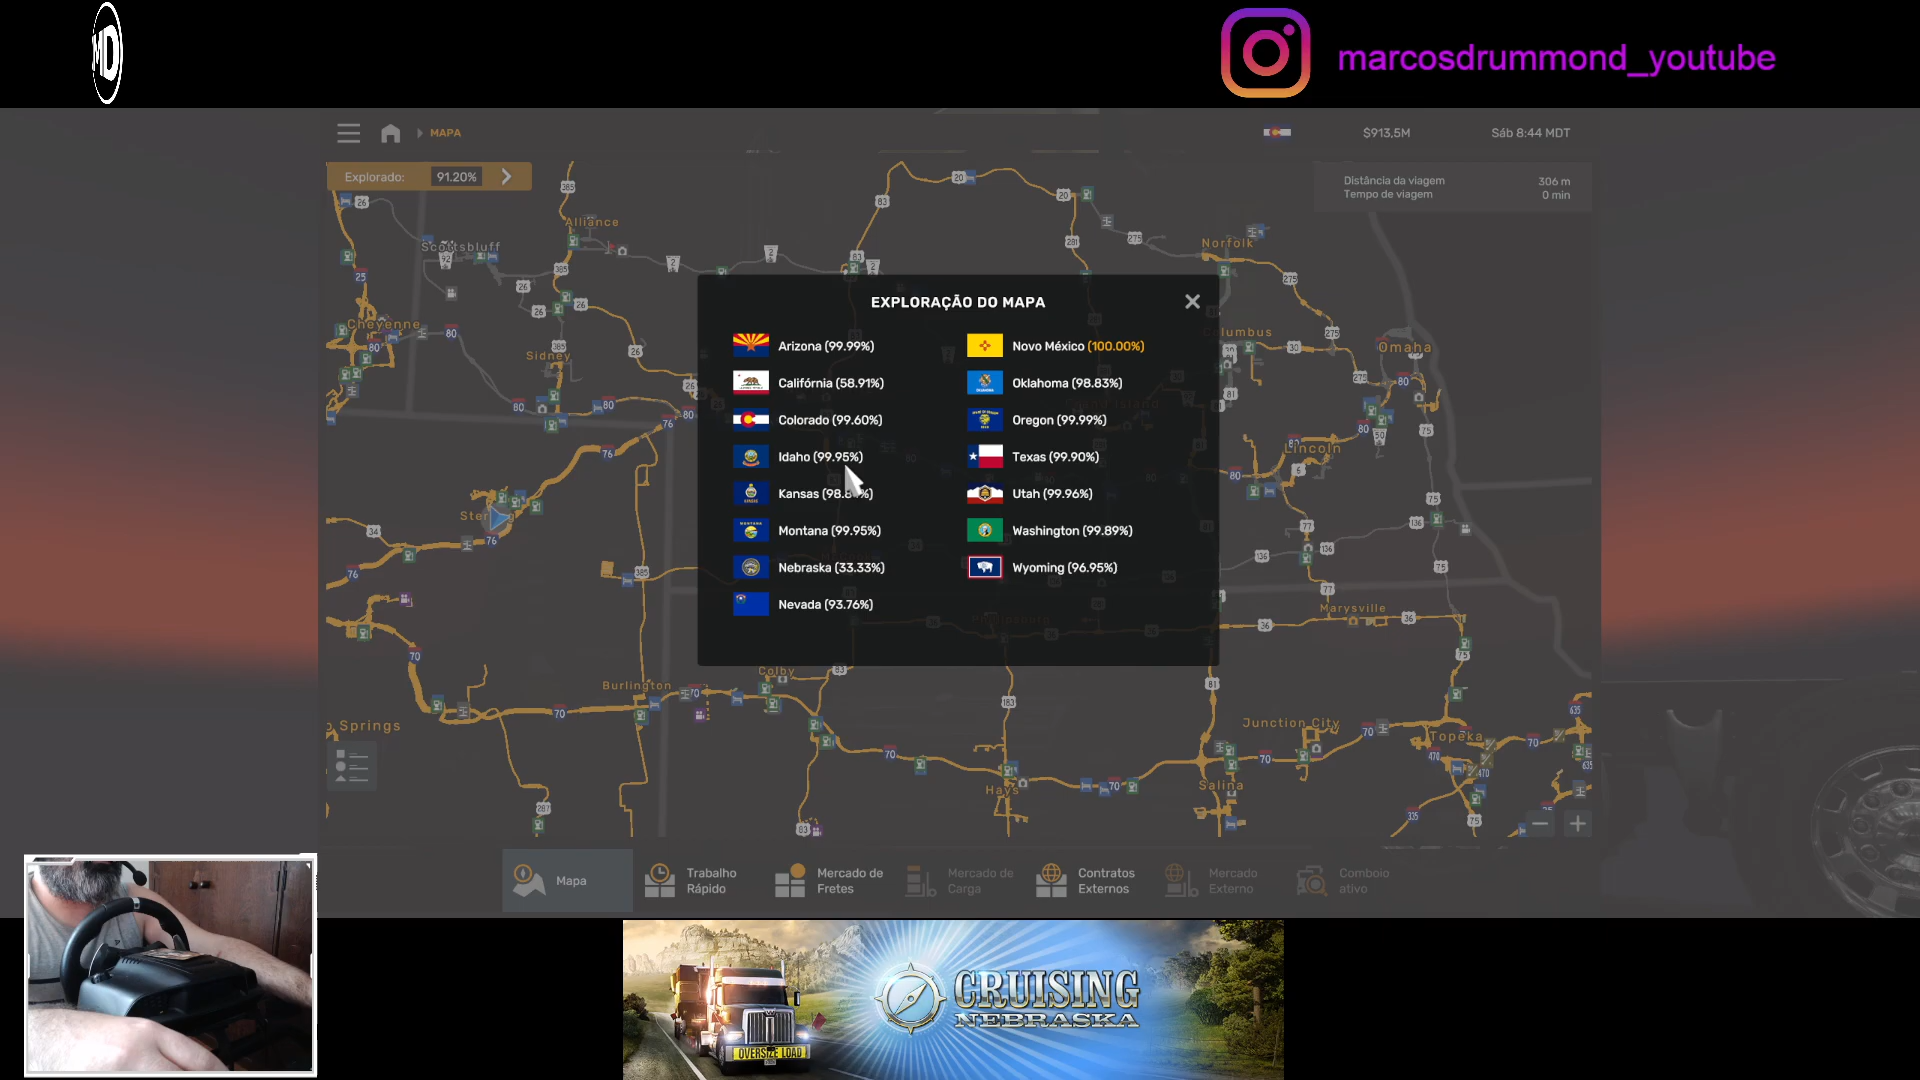 MD
marcosdrummond_youtube
MAPA
$913,5M
Sáb 8:44 MDT
Explorado: 91.20%
Distância da viagem 306 m
Tempo de viagem 0 min
Alliance
Scottsbluff
Norfolk
Cheyenne
Sidney
Columbus
Omaha
Lincoln
Marysville
Burlington
Colby
Junction City
Topeka
Hays
Salina
EXPLORAÇÃO DO MAPA
Arizona (99.99%)
Califórnia (58.91%)
Colorado (99.60%)
Idaho (99.95%)
Montana (99.95%)
Nebraska (33.33%)
Nevada (93.76%)
Novo México (100.00%)
Oklahoma (98.83%)
Oregon (99.99%)
Texas (99.90%)
Utah (99.96%)
Washington (99.89%)
Wyoming (96.95%)
Mapa
Trabalho
Rápido
Mercado de
Fretes
Mercado de
Carga
Contratos
Externos
Mercado
Externo
Comboio
ativo
OVERSIZE LOAD
CRUISING
NEBRASKA